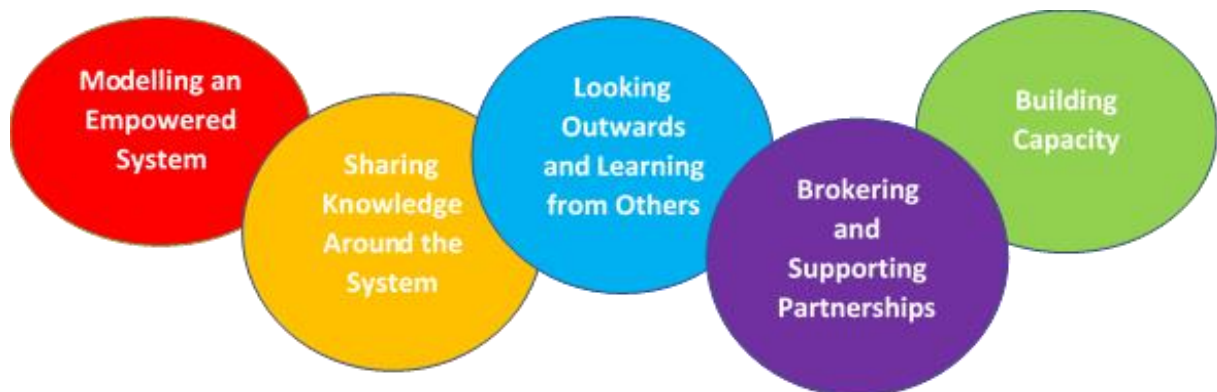 Modelling an
Empowered
System
Sharing
Knowledge
Around the
System
Looking
Outwards
and Learning
from Others
Brokering
and
Supporting
Partnerships
Building
Capacity